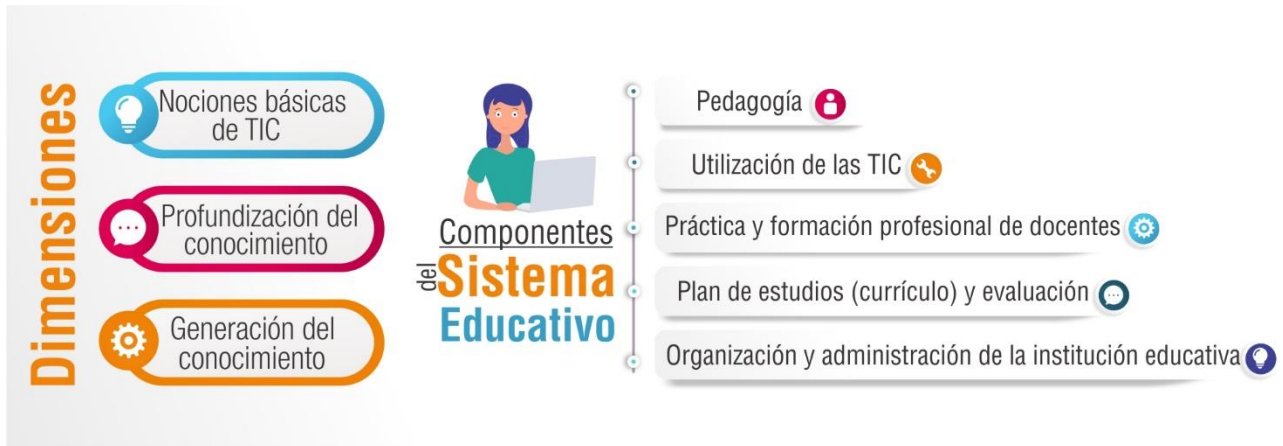 Dimensiones
Nociones básicas
de TIC
Profundización del
conocimiento
Generación del
conocimiento
Componentes
del Sistema
Educativo
Pedagogía
Utilización de las TIC
Práctica y formación profesional de docentes
Plan de estudios (currículo) y evaluación
Organización y administración de la institución educativa